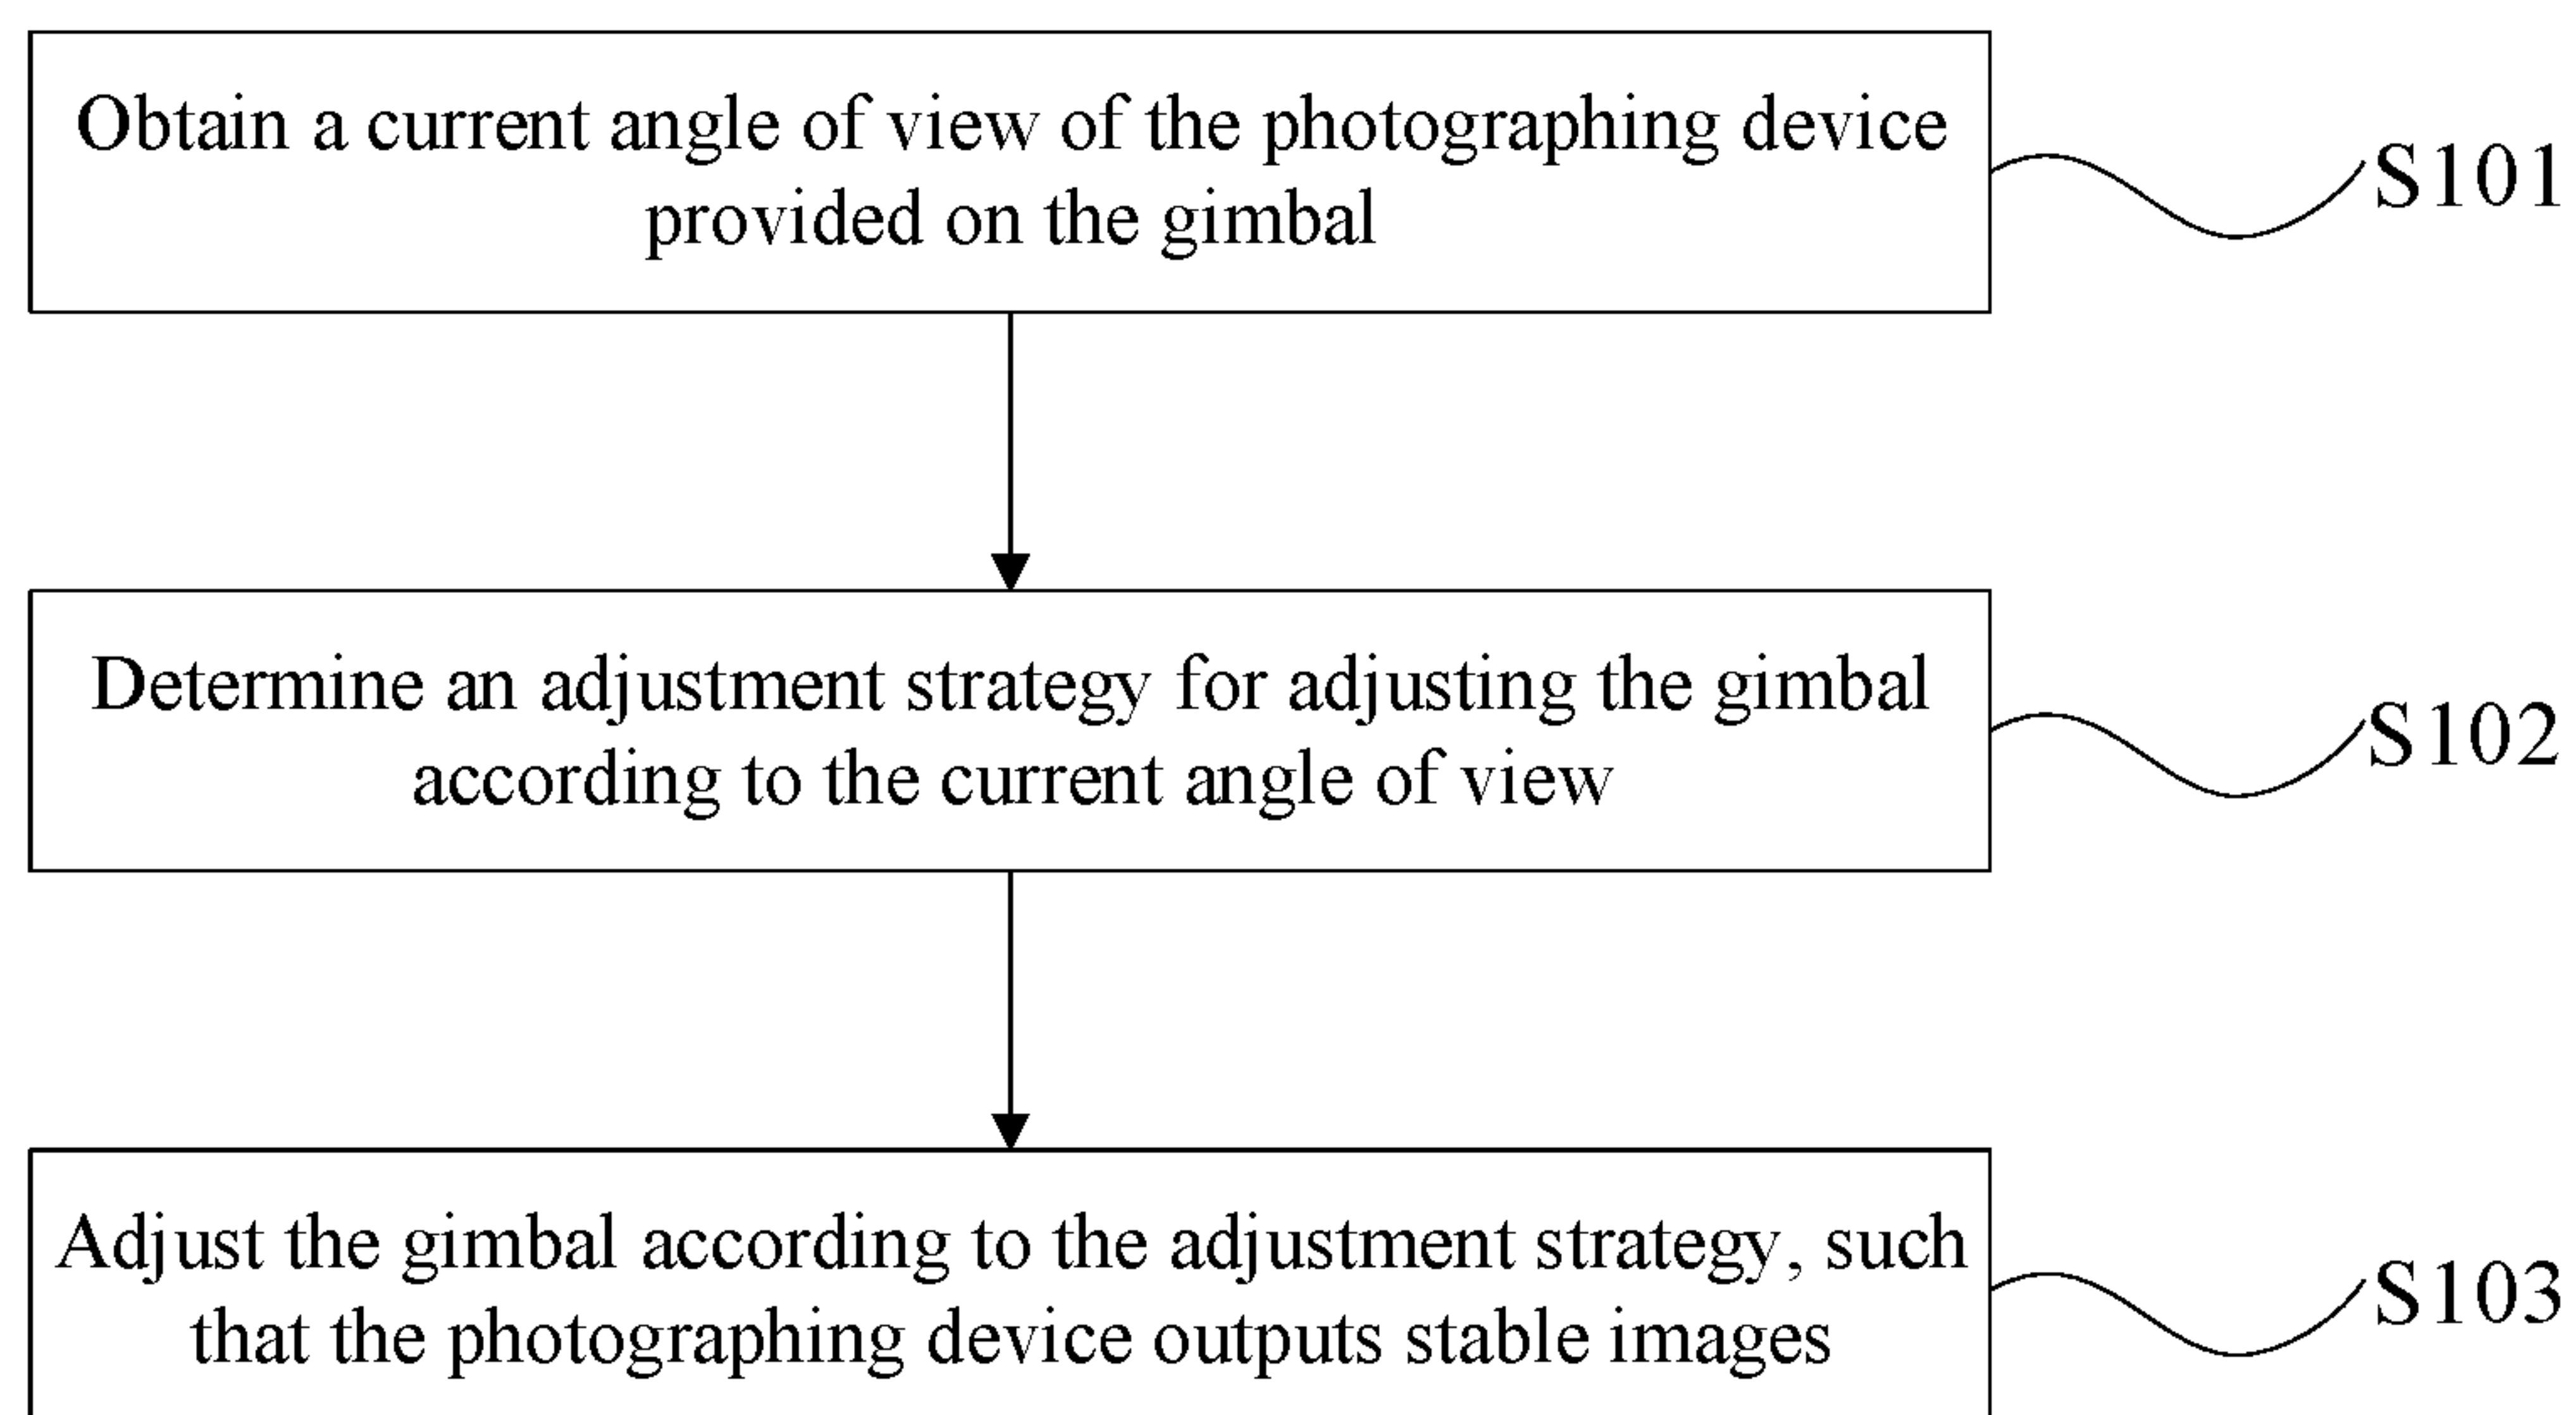 Obtain a current angle of view of the photographing device
provided on the gimbal
S101
Determine an adjustment strategy for adjusting the gimbal
according to the current angle of view
S102
Adjust the gimbal according to the adjustment strategy, such
that the photographing device outputs stable images
S103